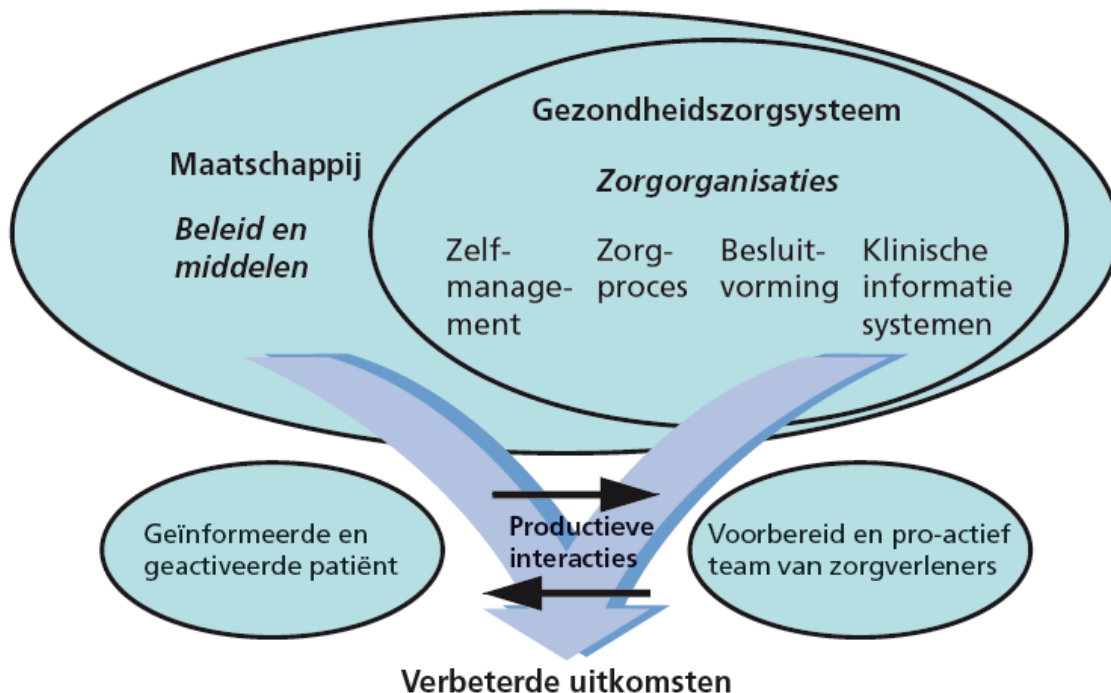 Gezondheidszorgsysteem
Maatschappij
Zorgorganisaties
Beleid en
middelen
Zelf-
manage-
ment
Zorg-
proces
Besluit-
vorming
Klinische
informatie
systemen
Geïnformeerde en
geactiveerde patiënt
Productieve
interacties
Voorbereid en pro-actief
team van zorgverleners
Verbeterde uitkomsten